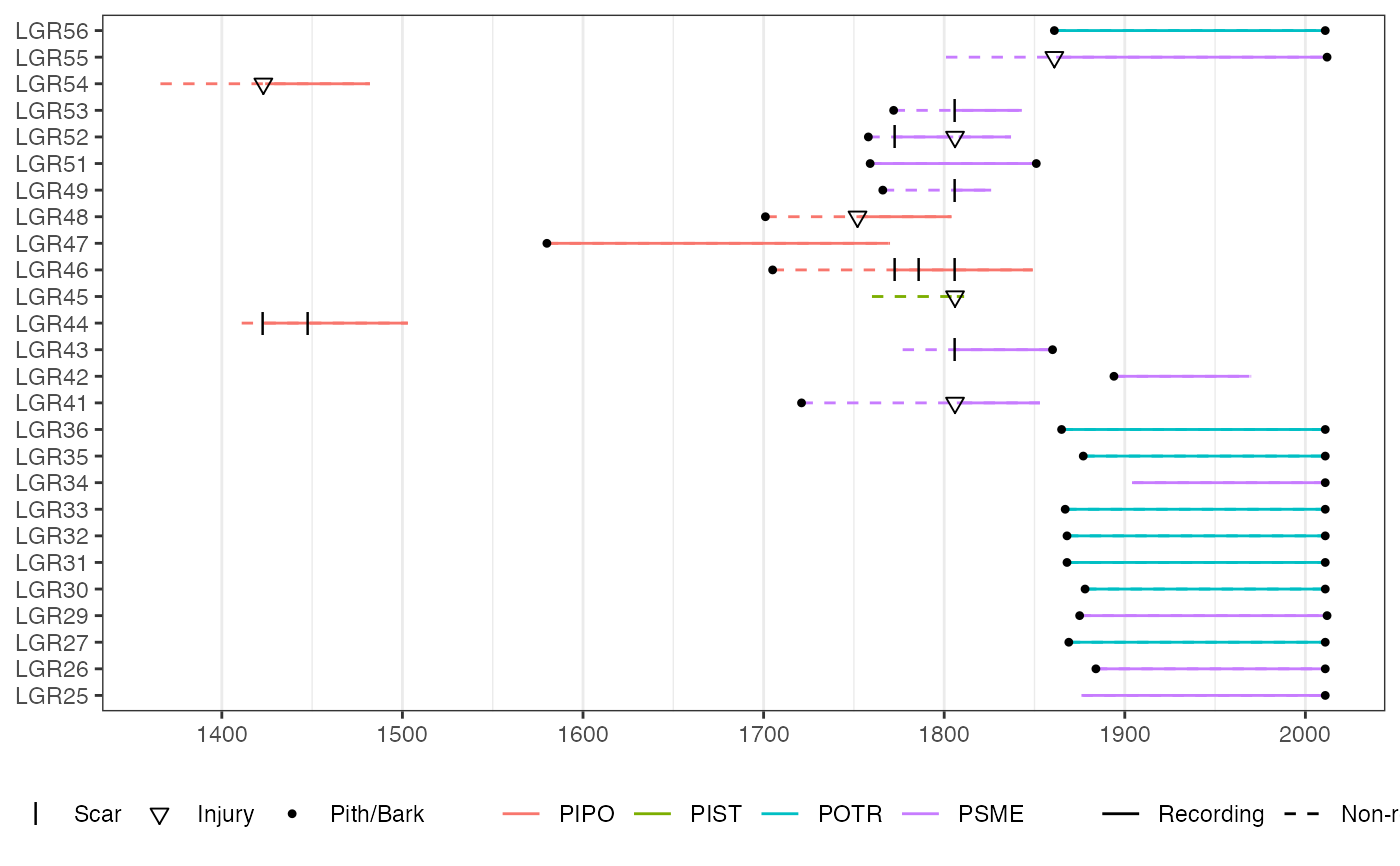 LGR56
LGR55
LGR54
LGR53
LGR52
LGR51
LGR49
LGR48
LGR47
LGR46
LGR45
LGR44
LGR43
LGR42
LGR41
LGR36
LGR35
LGR34
LGR33
LGR32
LGR31
LGR30
LGR29
LGR27
LGR26
LGR25
1400 1500 1600 1700 1800 1900 2000
Scar Injury Pith/Bark PIPO PIST POTR PSME Recording Non-r